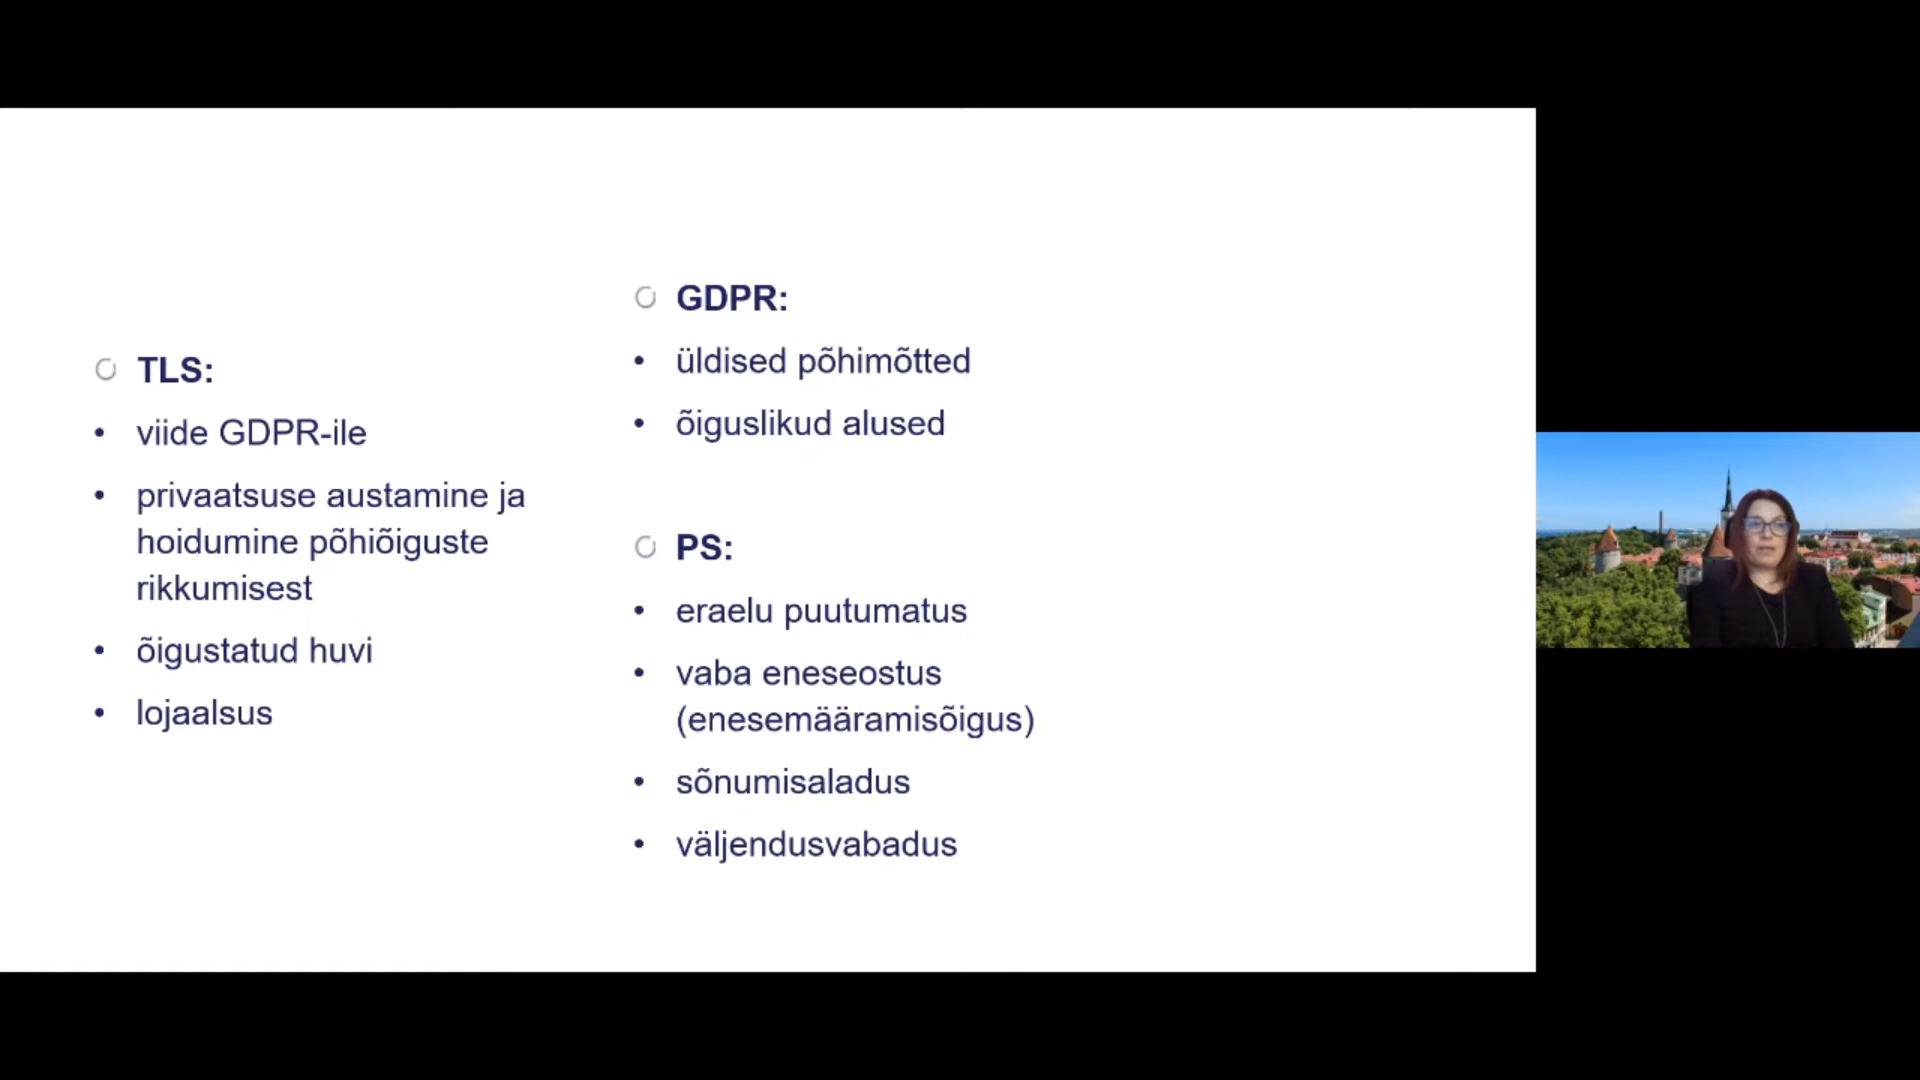 TLS:
• viide GDPR-ile
• privaatsuse austamine ja
hoidumine põhiõiguste
rikkumisest
• õigustatud huvi
• lojaalsus
GDPR:
• üldised põhimõtted
• õiguslikud alused
PS:
• eraelu puutumatus
• vaba eneseostus
(enesemääramisõigus)
• sõnumisaladus
• väljendusvabadus